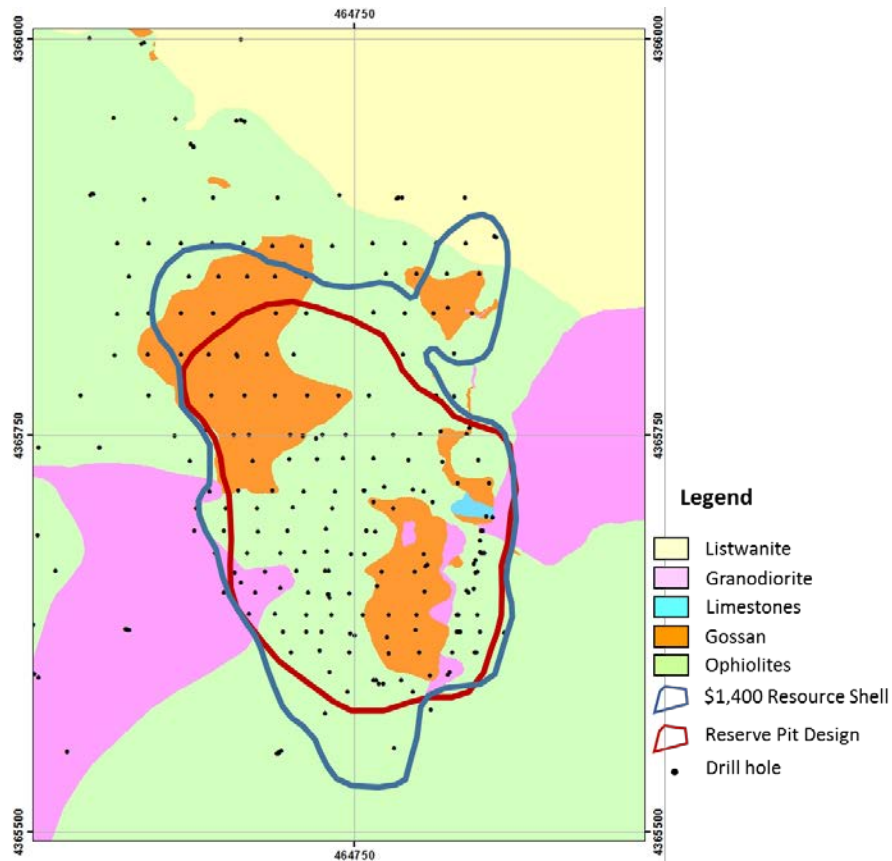 464750
4366000
4366000
4365750
4365750
Legend
Listwanite
Granodiorite
Limestones
Gossan
Ophiolites
$1,400 Resource Shell
Reserve Pit Design
Drill hole
4365500
4365500
464750